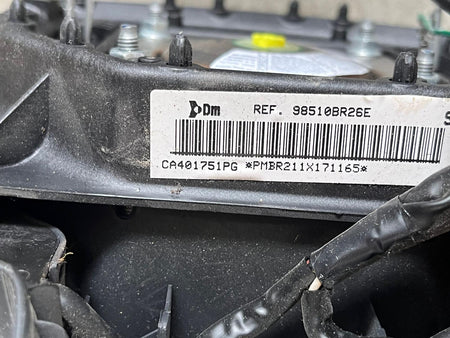 Dm REF. 98510BR26E
S
CA401751PG *PMBR211X171165*